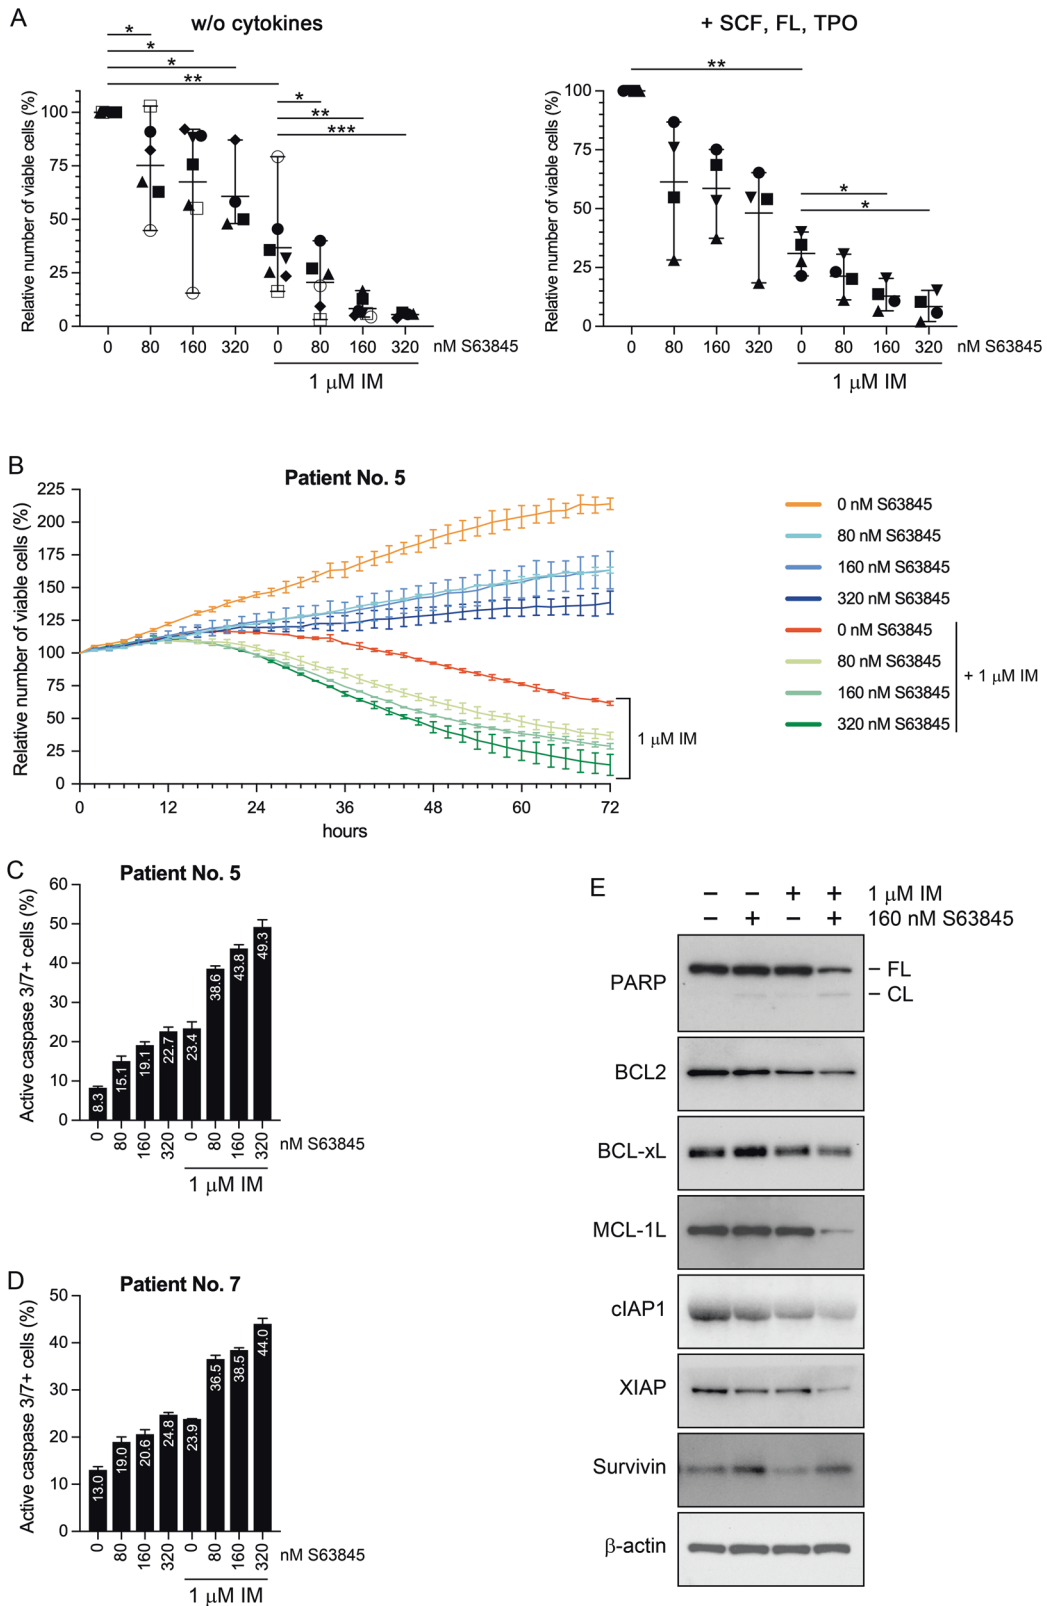 A
w/o cytokines
+ SCF, FL, TPO
*
*
*
**
*
**
***
**
*
*
Relative number of viable cells (%)
100
75
50
25
0
0 80 160 320 0 80 160 320 nM S63845
1 µM IM
Relative number of viable cells (%)
100
75
50
25
0
0 80 160 320 0 80 160 320 nM S63845
1 µM IM
B
Patient No. 5
Relative number of viable cells (%)
225
200
175
150
125
100
75
50
25
0
0 12 24 36 48 60 72
hours
1 µM IM
0 nM S63845
80 nM S63845
160 nM S63845
320 nM S63845
0 nM S63845
80 nM S63845
160 nM S63845
320 nM S63845
+ 1 µM IM
C
Patient No. 5
Active caspase 3/7+ cells (%)
60
50
40
30
20
10
0
8.3 15.1 19.1 22.7 23.4 38.6 43.8 49.3
0 80 160 320 0 80 160 320 nM S63845
1 µM IM
D
Patient No. 7
Active caspase 3/7+ cells (%)
50
40
30
20
10
0
13.0 19.0 20.6 24.8 23.9 36.5 38.5 44.0
0 80 160 320 0 80 160 320 nM S63845
1 µM IM
E
− − + + 1 µM IM
− + − + 160 nM S63845
PARP
– FL
– CL
BCL2
BCL-xL
MCL-1L
cIAP1
XIAP
Survivin
β-actin